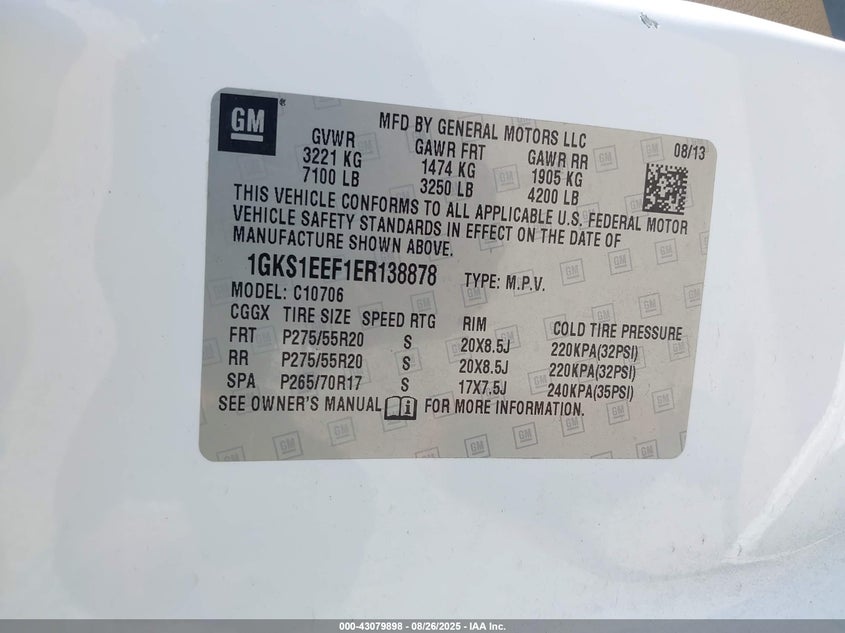 GM
MFD BY GENERAL MOTORS LLC
08/13
GVWR GAWR FRT GAWR RR
3221 KG 1474 KG 1905 KG
7100 LB 3250 LB 4200 LB
THIS VEHICLE CONFORMS TO ALL APPLICABLE U.S. FEDERAL MOTOR
VEHICLE SAFETY STANDARDS IN EFFECT ON THE DATE OF
MANUFACTURE SHOWN ABOVE.
1GKS1EEF1ER138878 TYPE: M.P.V.
MODEL: C10706
CGGX TIRE SIZE SPEED RTG RIM COLD TIRE PRESSURE
FRT P275/55R20 S 20X8.5J 220KPA(32PSI)
RR P275/55R20 S 20X8.5J 220KPA(32PSI)
SPA P265/70R17 S 17X7.5J 240KPA(35PSI)
SEE OWNER'S MANUAL FOR MORE INFORMATION.
000-43079898 - 08/26/2025 - IAA Inc.